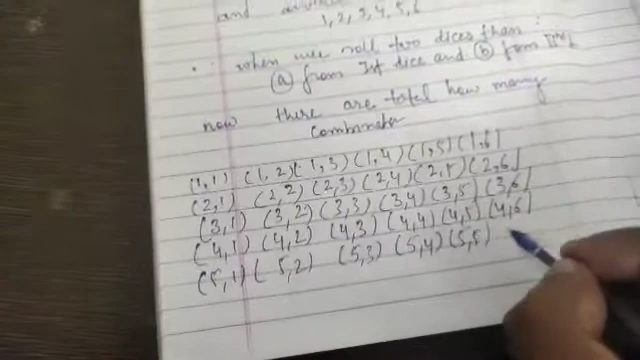 and
1, 2, 3, 4, 5, 6
∴ when we roll two dices than :
(a) from Ist dice and (b) from IInd
now there are total how many
(1,1) (1,2) (1,3) (1,4) (1,5) (1,6)
(2,1) (2,2) (2,3) (2,4) (2,5) (2,6)
(3,1) (3,2) (3,3) (3,4) (3,5) (3,6)
(4,1) (4,2) (4,3) (4,4) (4,5) (4,6)
(5,1) (5,2) (5,3) (5,4) (5,5)